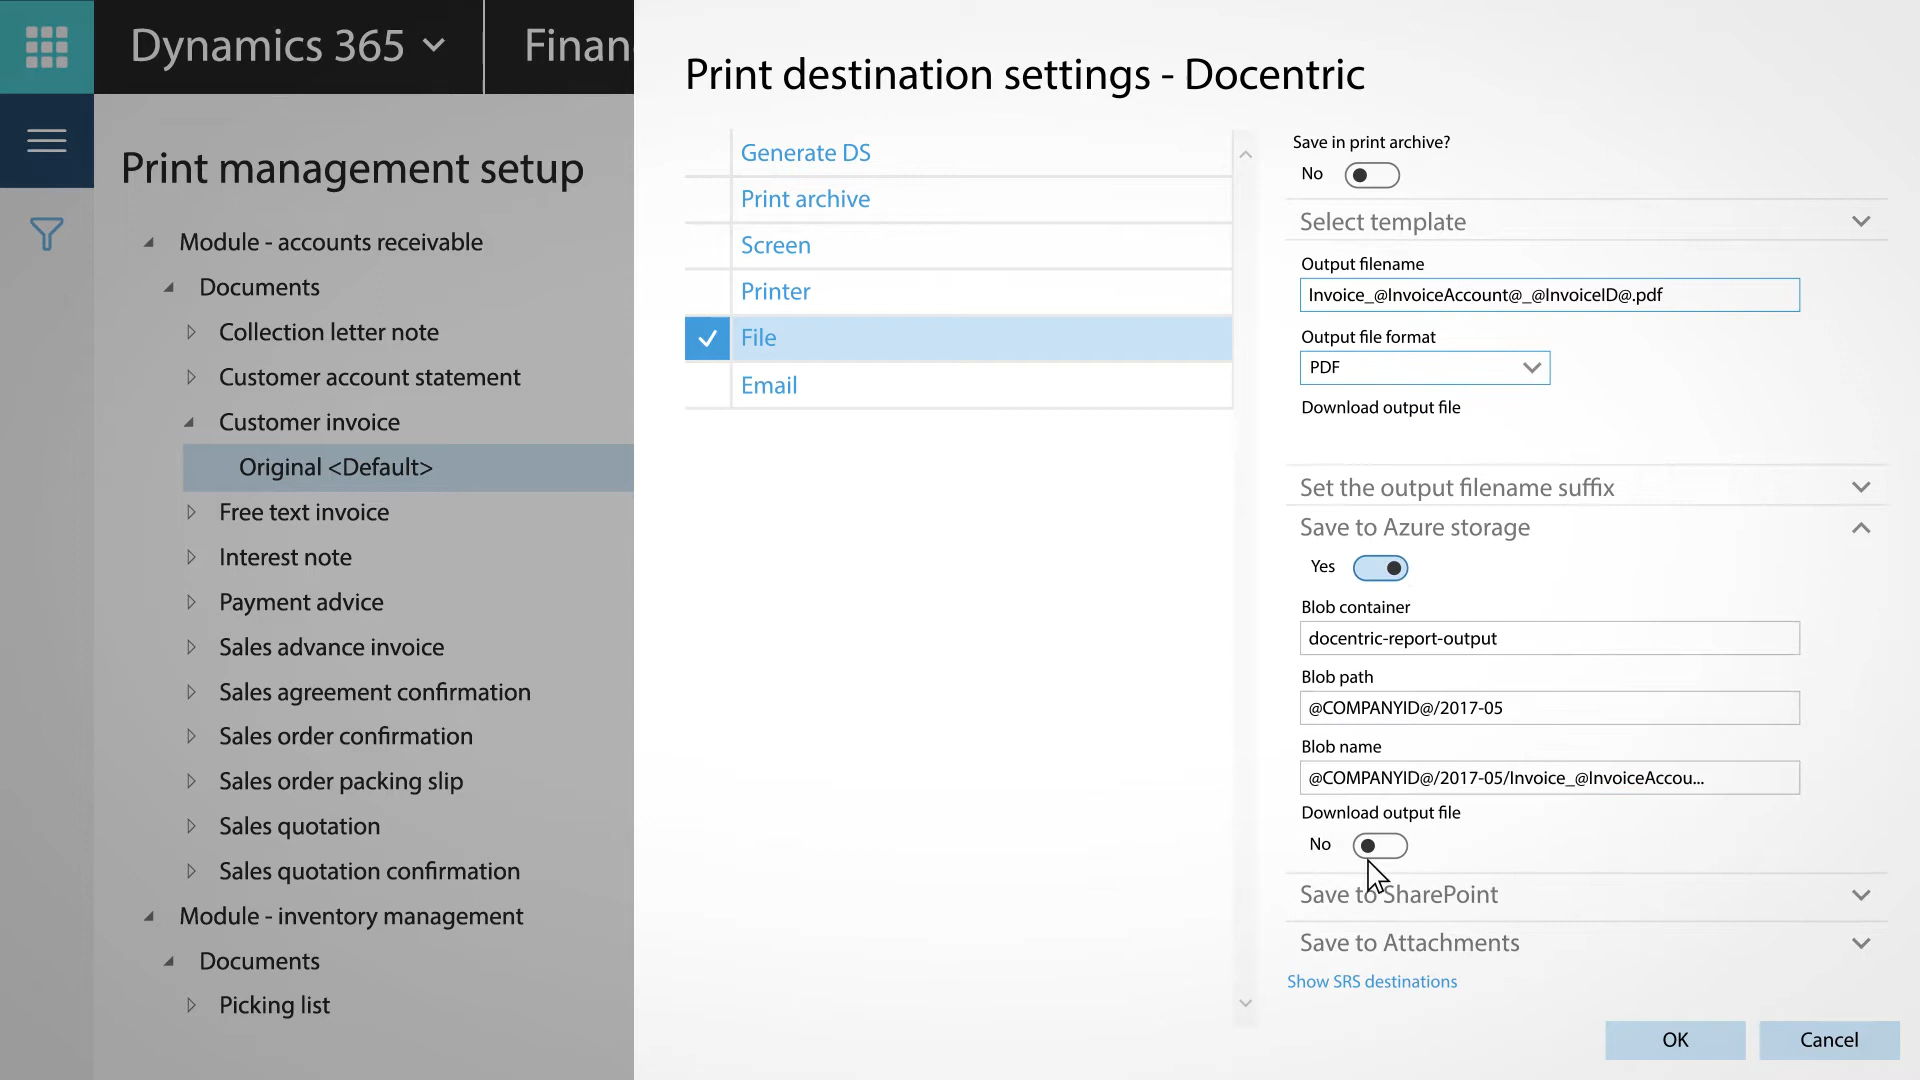 Dynamics 365
Finan
Print management setup
Module - accounts receivable
Documents
Collection letter note
Customer account statement
Customer invoice
Original <Default>
Free text invoice
Interest note
Payment advice
Sales advance invoice
Sales agreement confirmation
Sales order confirmation
Sales order packing slip
Sales quotation
Sales quotation confirmation
Module - inventory management
Documents
Picking list
Print destination settings - Docentric
Generate DS
Print archive
Screen
Printer
File
Email
Save in print archive?
No
Select template
Output filename
Invoice_@InvoiceAccount@_@InvoiceID@.pdf
Output file format
PDF
Download output file
Set the output filename suffix
Save to Azure storage
Yes
Blob container
docentric-report-output
Blob path
@COMPANYID@/2017-05
Blob name
@COMPANYID@/2017-05/Invoice_@InvoiceAccou...
Download output file
No
Save to SharePoint
Save to Attachments
Show SRS destinations
OK
Cancel